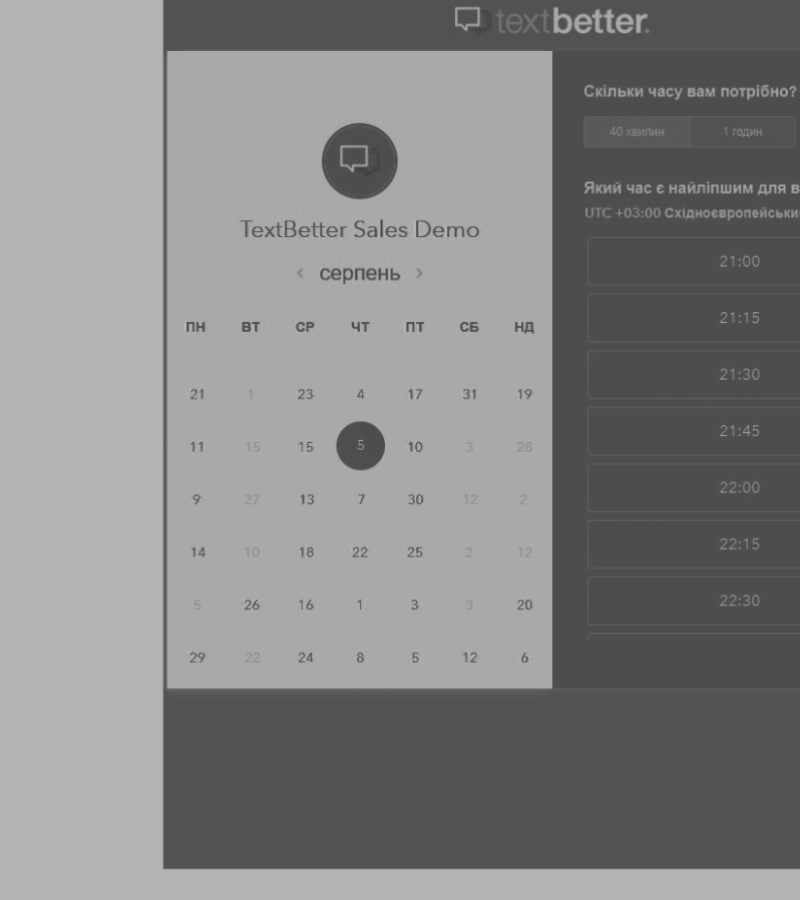 textbetter.
TextBetter Sales Demo
‹ серпень ›
ПН ВТ СР ЧТ ПТ СБ НД
21 1 23 4 17 31 19
11 15 15 5 10 3 28
9 27 13 7 30 12 2
14 10 18 22 25 2 12
5 26 16 1 3 3 20
29 22 24 8 5 12 6
Скільки часу вам потрібно?
40 хвилин 1 годин
Який час є найліпшим для в
UTC +03:00 Східноєвропейськи
21:00
21:15
21:30
21:45
22:00
22:15
22:30